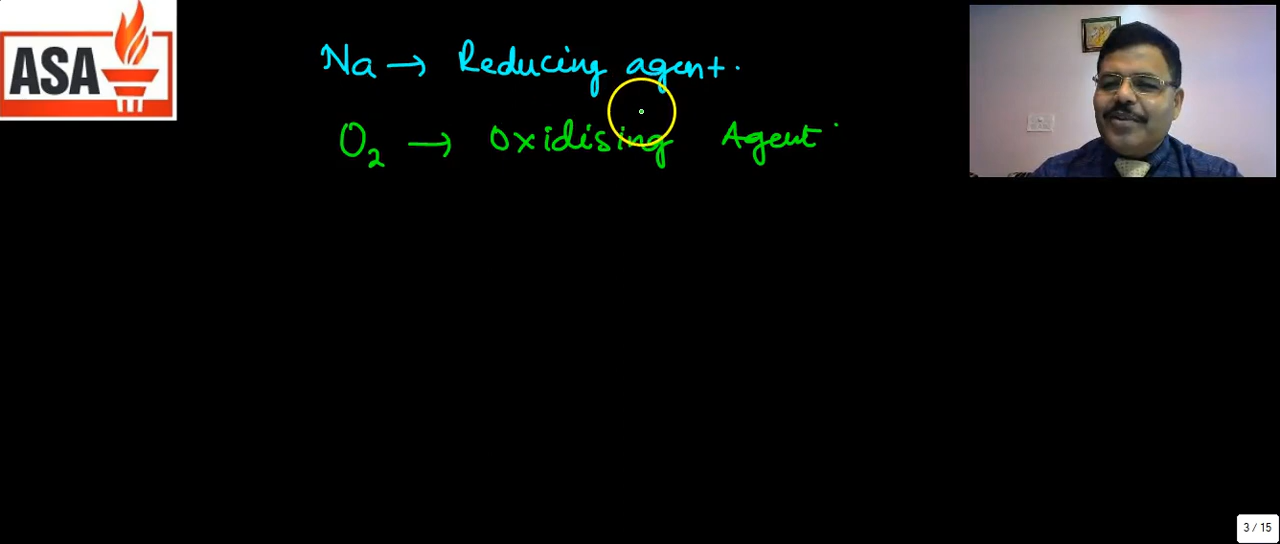 ASA
Na → Reducing agent.
O₂ → Oxidising Agent.
3 / 15